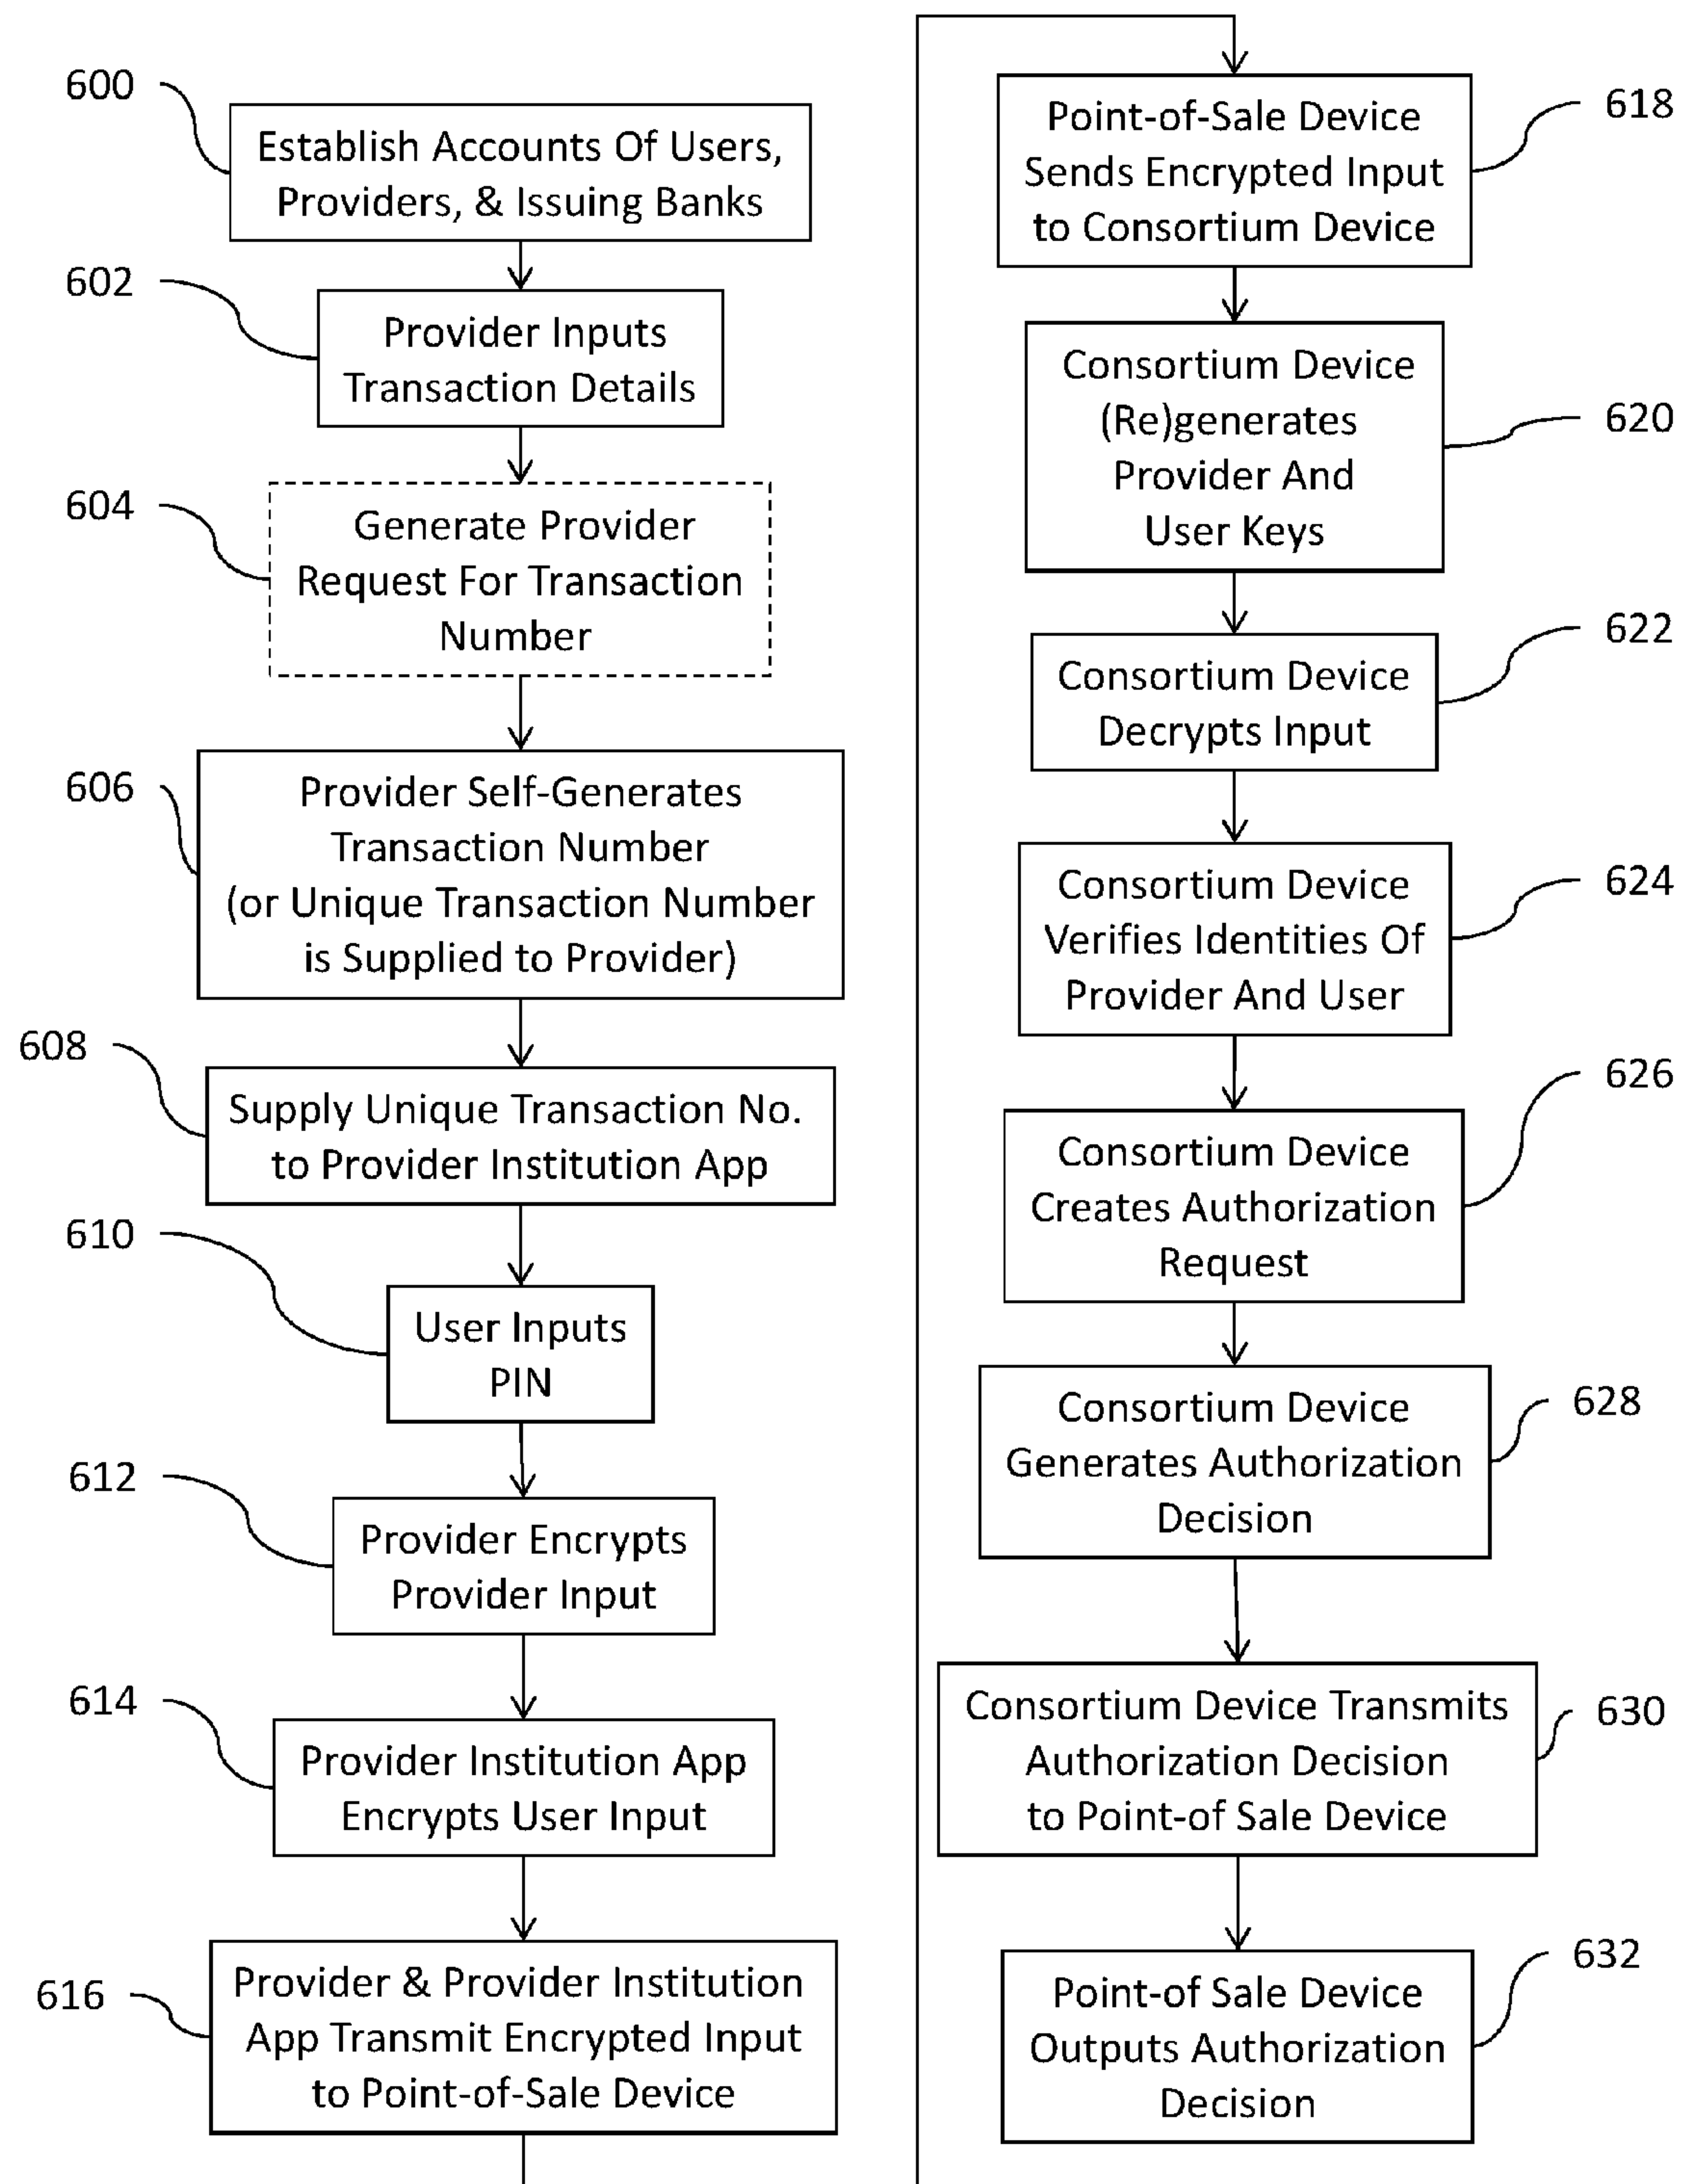 600
Establish Accounts Of Users,
Providers, & Issuing Banks
602
Provider Inputs
Transaction Details
604
Generate Provider
Request For Transaction
Number
606
Provider Self-Generates
Transaction Number
(or Unique Transaction Number
is Supplied to Provider)
608
Supply Unique Transaction No.
to Provider Institution App
610
User Inputs
PIN
612
Provider Encrypts
Provider Input
614
Provider Institution App
Encrypts User Input
616
Provider & Provider Institution
App Transmit Encrypted Input
to Point-of-Sale Device
618
Point-of-Sale Device
Sends Encrypted Input
to Consortium Device
620
Consortium Device
(Re)generates
Provider And
User Keys
622
Consortium Device
Decrypts Input
624
Consortium Device
Verifies Identities Of
Provider And User
626
Consortium Device
Creates Authorization
Request
628
Consortium Device
Generates Authorization
Decision
630
Consortium Device Transmits
Authorization Decision
to Point-of Sale Device
632
Point-of Sale Device
Outputs Authorization
Decision